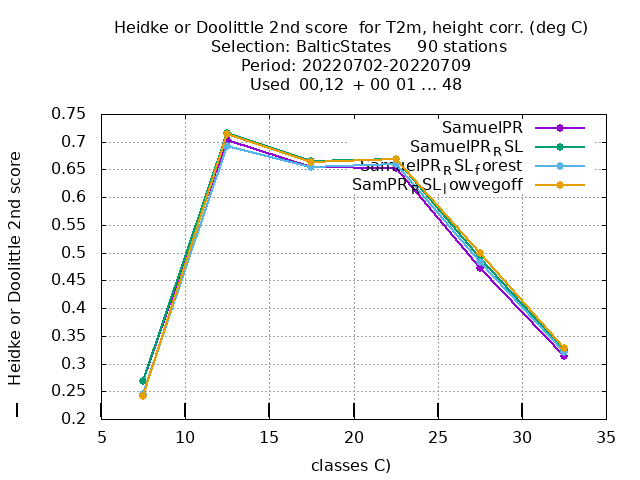 Heidke or Doolittle 2nd score for T2m, height corr. (deg C)
Selection: BalticStates 90 stations
Period: 20220702-20220709
Used 00,12 + 00 01 ... 48
SamuelPR
SamuelPR_RSL
SamuelPR_RSL_forest
SamPR_RSL_lowvegoff
Heidke or Doolittle 2nd score
0.75
0.7
0.65
0.6
0.55
0.5
0.45
0.4
0.35
0.3
0.25
0.2
5 10 15 20 25 30 35
classes C)